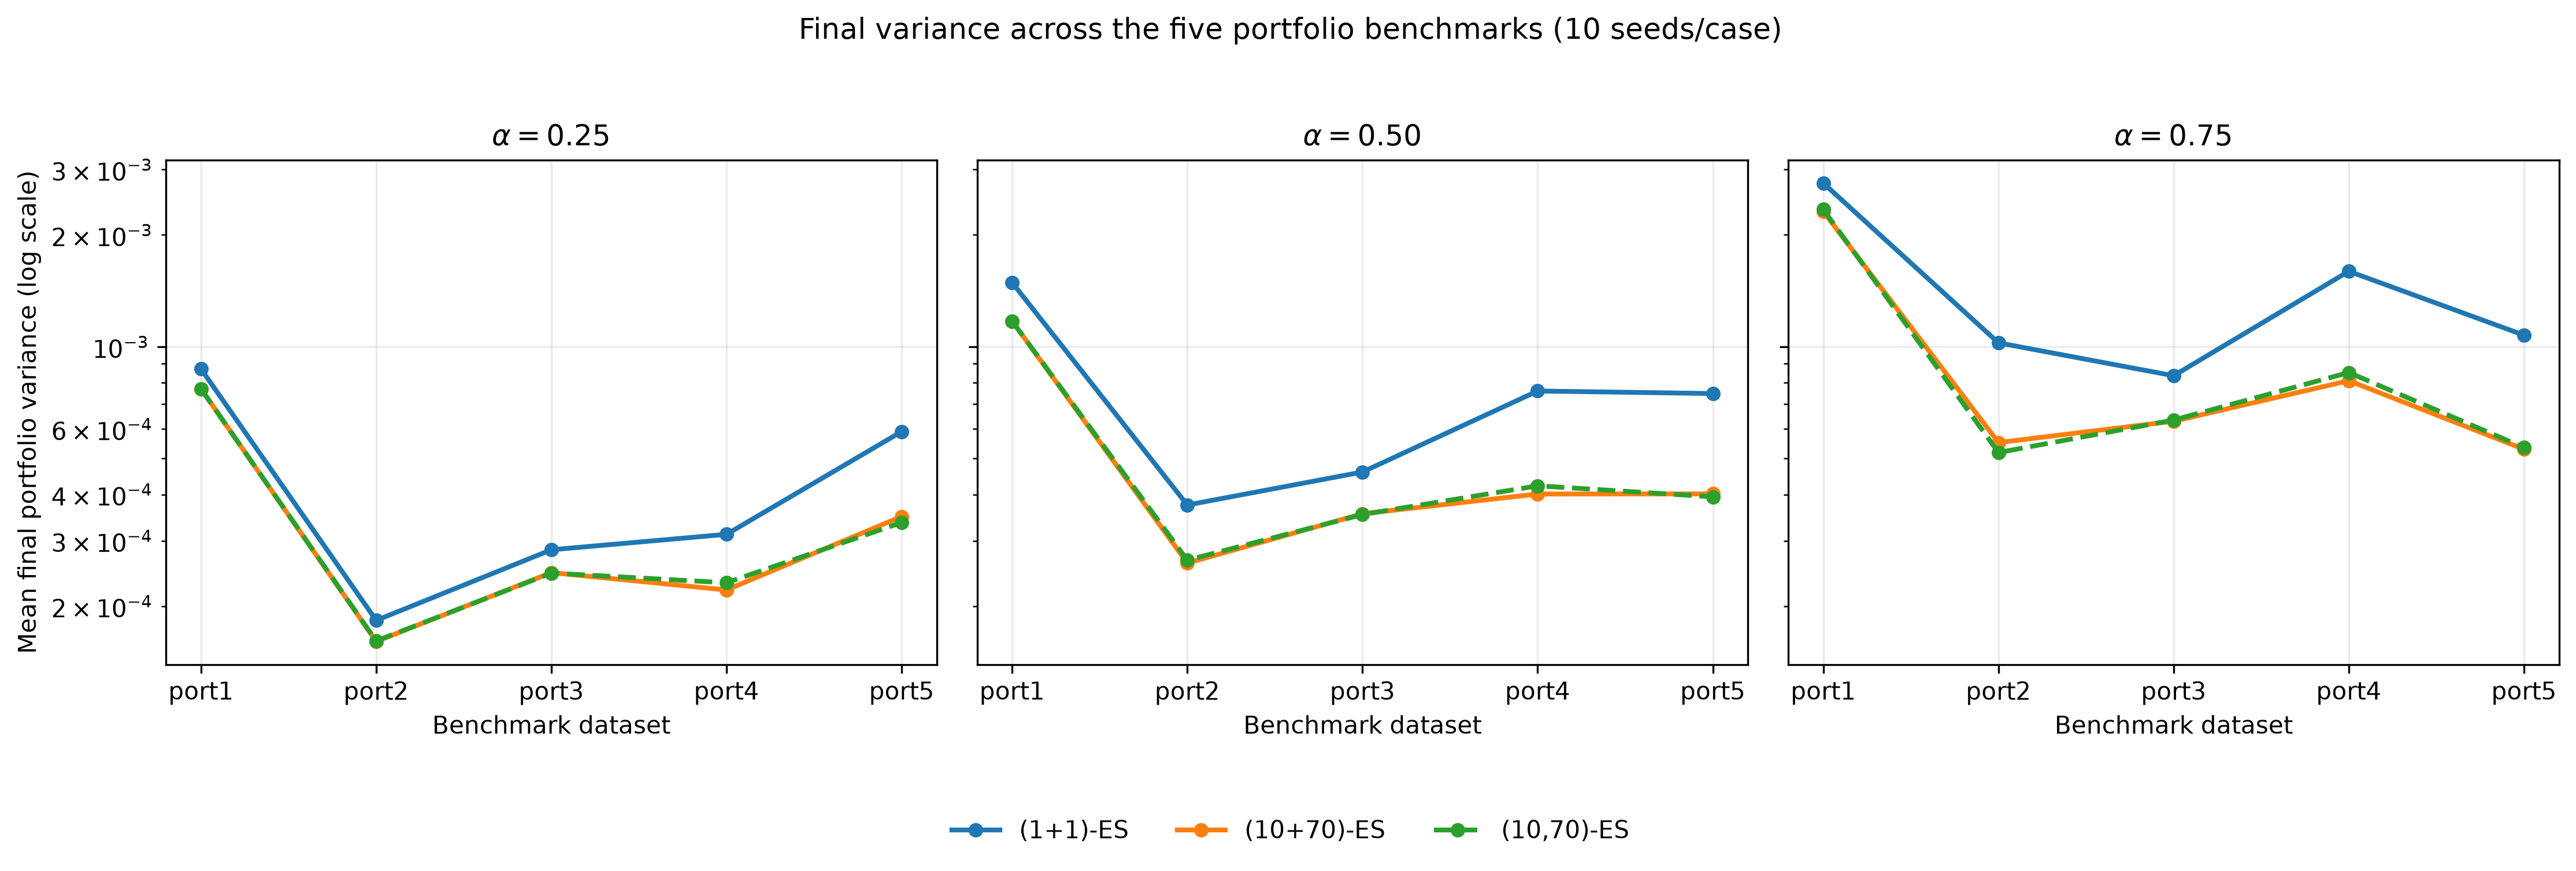 Final variance across the five portfolio benchmarks (10 seeds/case)
α = 0.25
α = 0.50
α = 0.75
Mean final portfolio variance (log scale)
3 × 10⁻³
2 × 10⁻³
10⁻³
6 × 10⁻⁴
4 × 10⁻⁴
3 × 10⁻⁴
2 × 10⁻⁴
port1 port2 port3 port4 port5
Benchmark dataset
port1 port2 port3 port4 port5
Benchmark dataset
port1 port2 port3 port4 port5
Benchmark dataset
(1+1)-ES (10+70)-ES (10,70)-ES